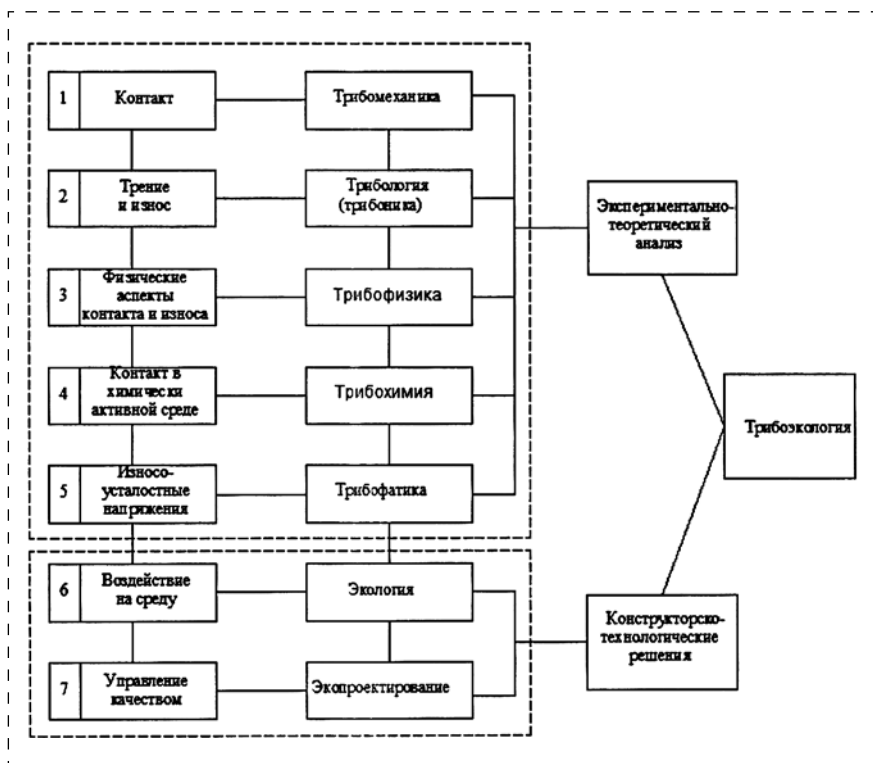 1
Контакт
Трибомеханика
2
Трение
и износ
Трибология
(трибоника)
Экспериментально-
теоретический
анализ
3
Физические
аспекты
контакта и износа
Трибофизика
4
Контакт в
химически
активной среде
Трибохимия
Трибоэкология
5
Износо-
усталостные
напряжения
Трибофатика
6
Воздействие
на среду
Экология
Конструкторско-
технологические
решения
7
Управление
качеством
Экопроектирование